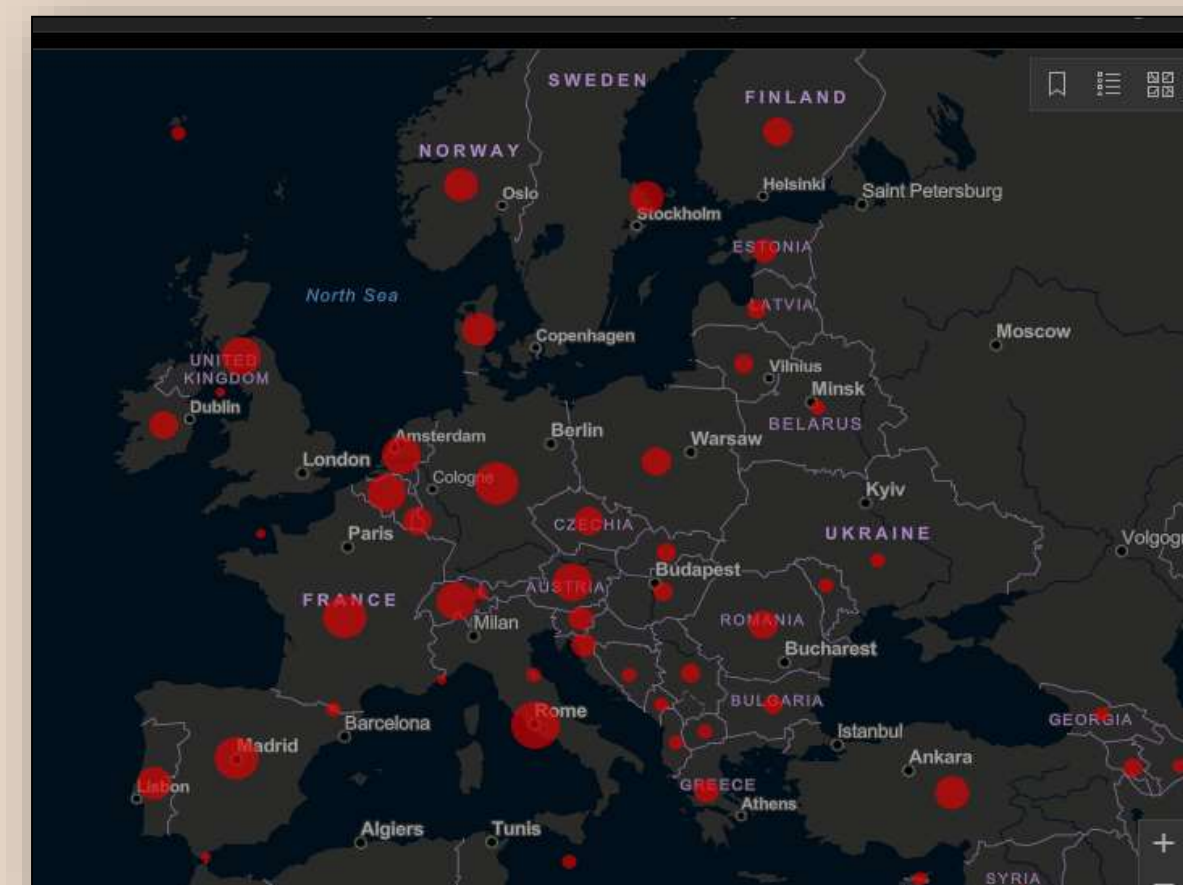 SWEDEN
FINLAND
NORWAY
Oslo
Helsinki
Saint Petersburg
Stockholm
ESTONIA
North Sea
LATVIA
Moscow
Copenhagen
UNITED
KINGDOM
Vilnius
Minsk
Dublin
BELARUS
Amsterdam
Berlin
Warsaw
London
Cologne
Kyiv
CZECHIA
Paris
UKRAINE
Volgogr
Budapest
AUSTRIA
FRANCE
Milan
ROMANIA
Bucharest
BULGARIA
Rome
Barcelona
GEORGIA
Istanbul
Madrid
Ankara
Lisbon
GREECE
Athens
Algiers
Tunis
+
SYRIA